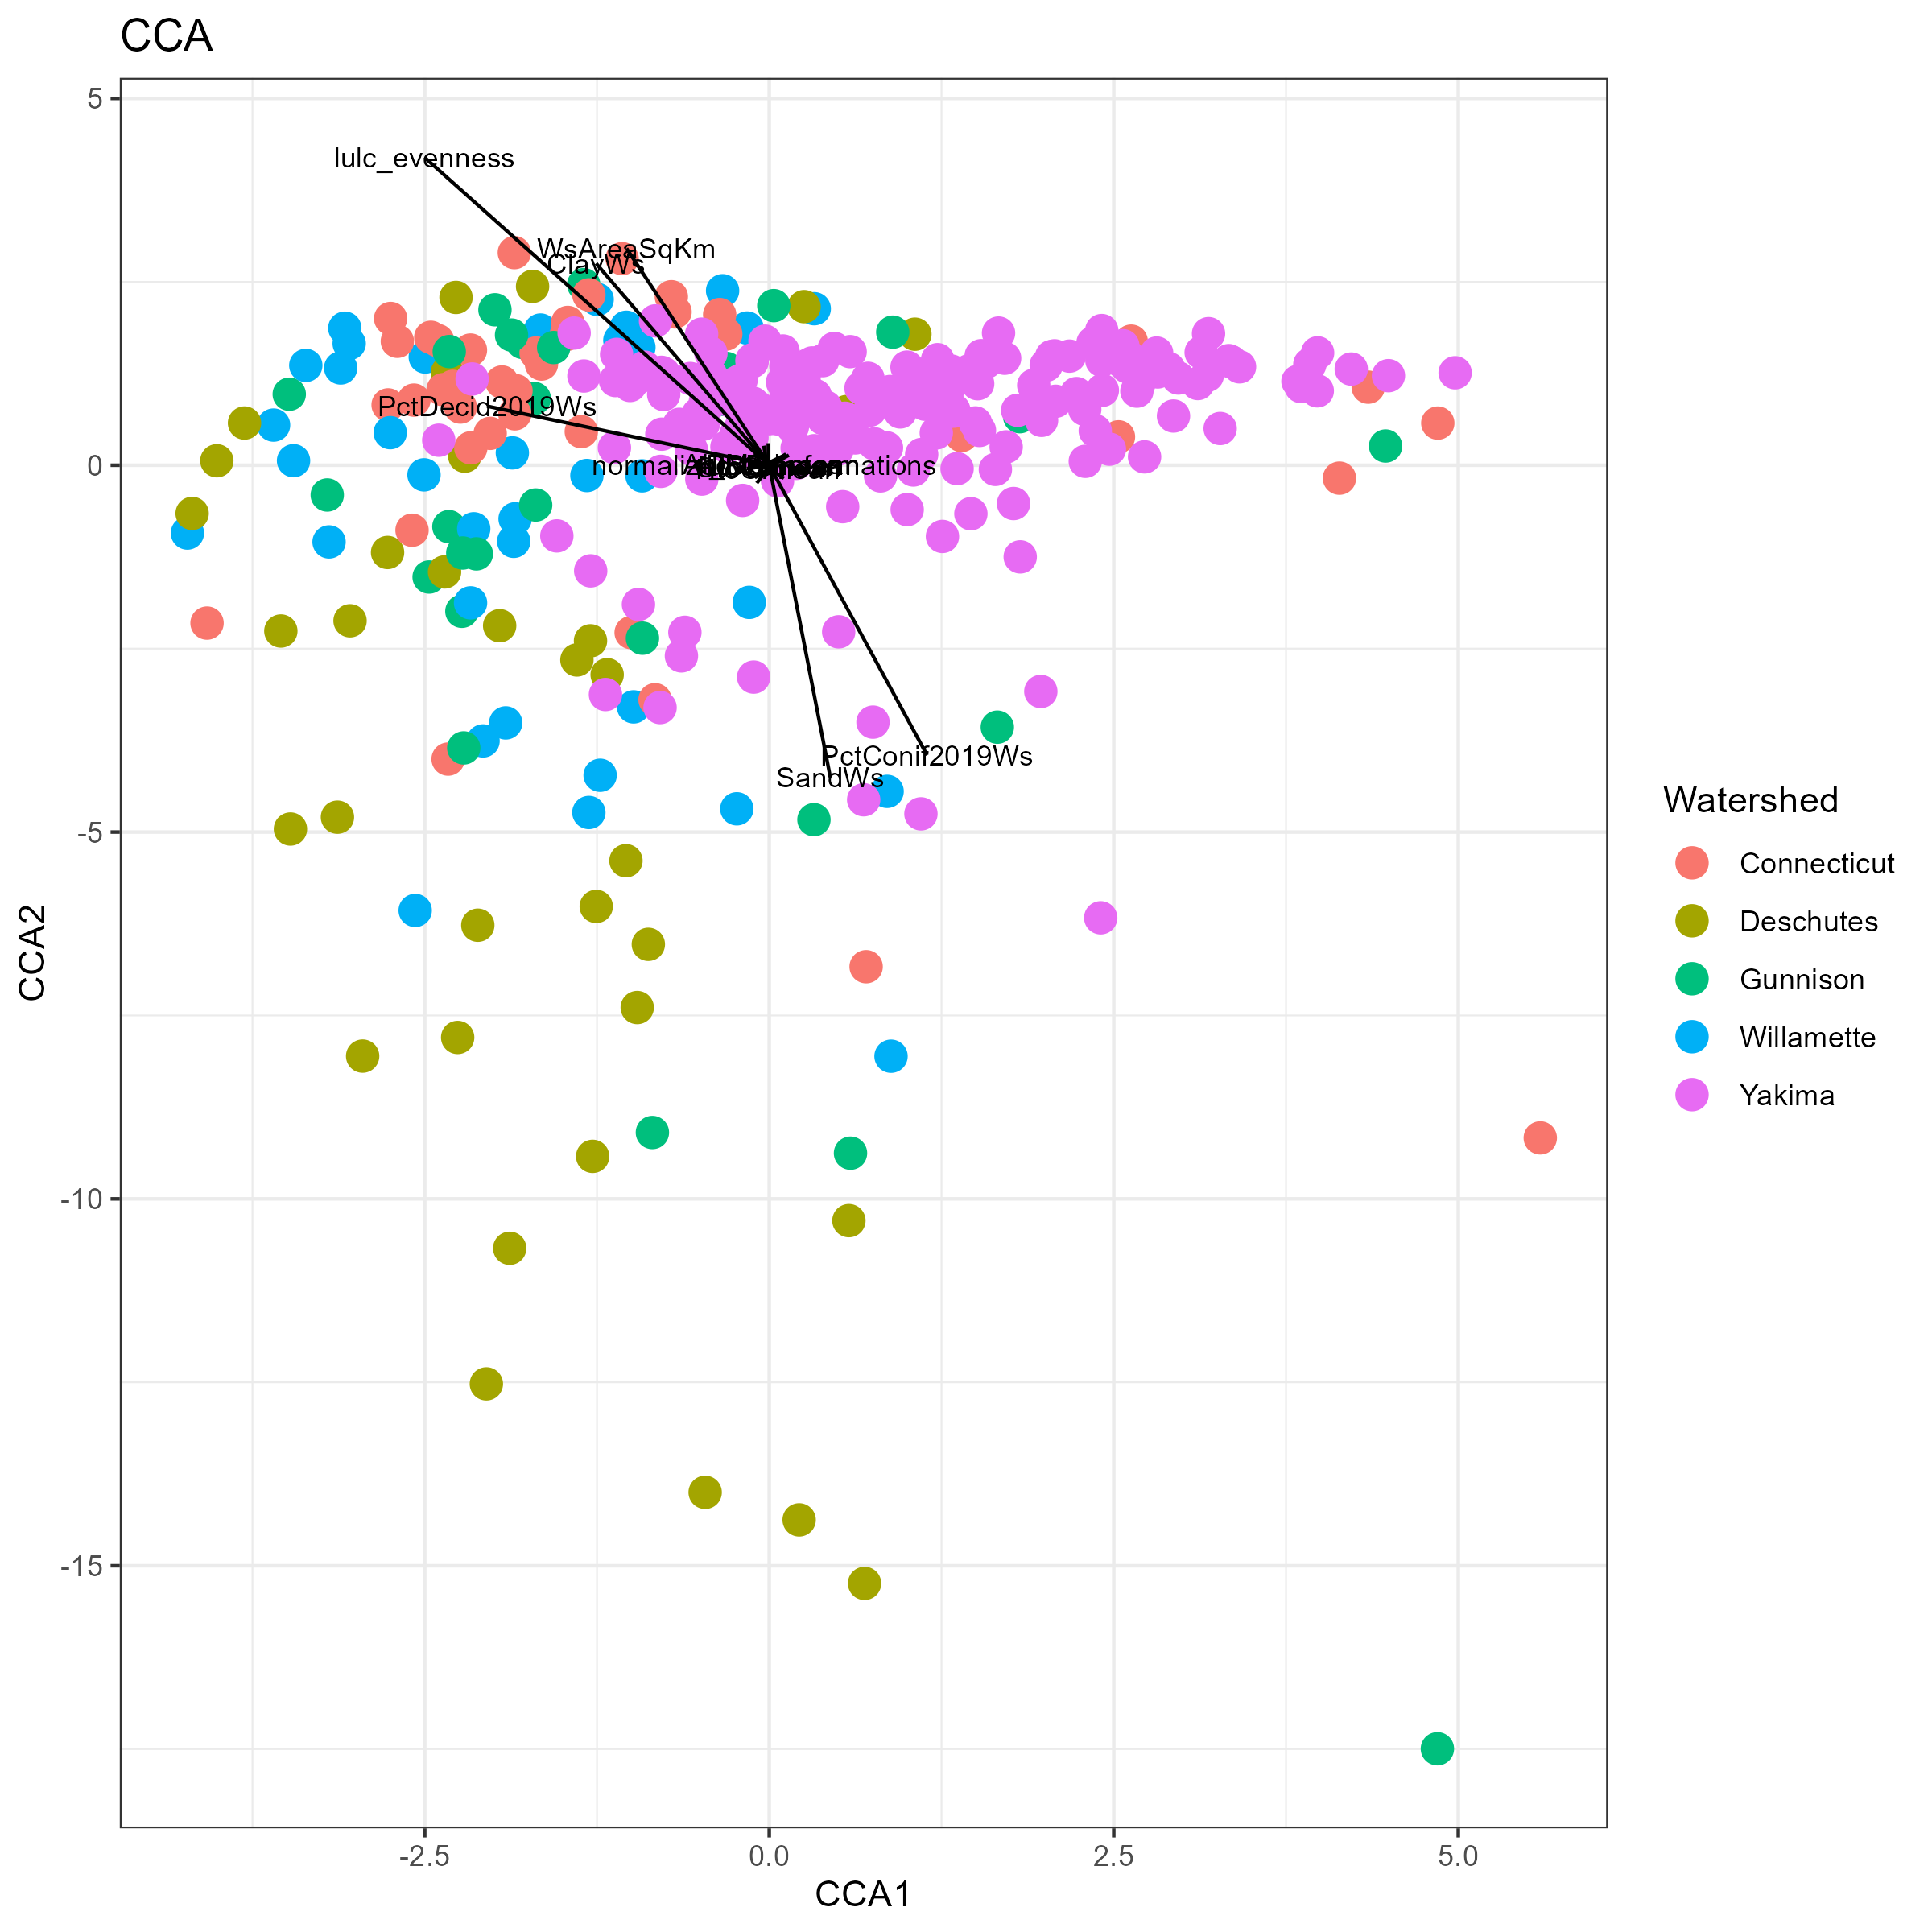 CCA
5
0
-5
-10
-15
lulc_evenness
WsAreaSqKm
ClayWs
PctDecid2019Ws
PctConif2019Ws
SandWs
-2.5
0.0
2.5
5.0
CCA1
CCA2
Watershed
Connecticut
Deschutes
Gunnison
Willamette
Yakima